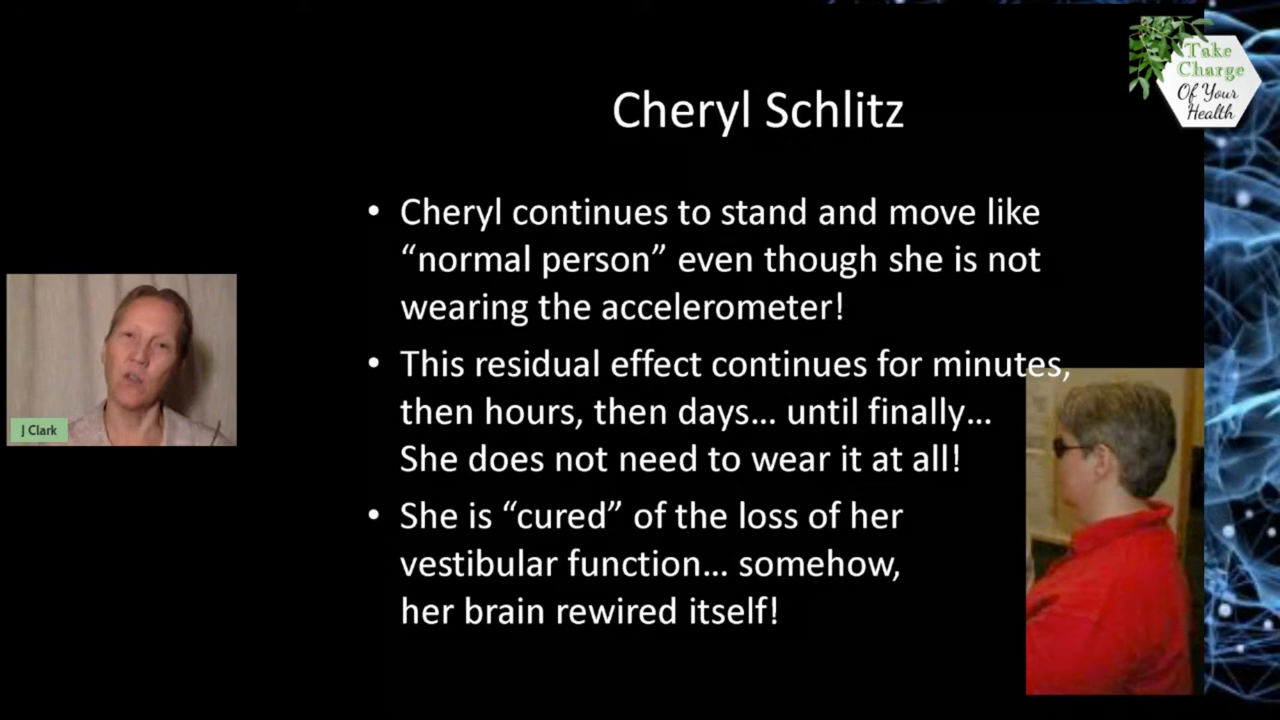 Take
Charge
Of Your
Health
Cheryl Schlitz
• Cheryl continues to stand and move like
“normal person” even though she is not
wearing the accelerometer!
• This residual effect continues for minutes,
then hours, then days... until finally...
She does not need to wear it at all!
• She is “cured” of the loss of her
vestibular function... somehow,
her brain rewired itself!
J Clark